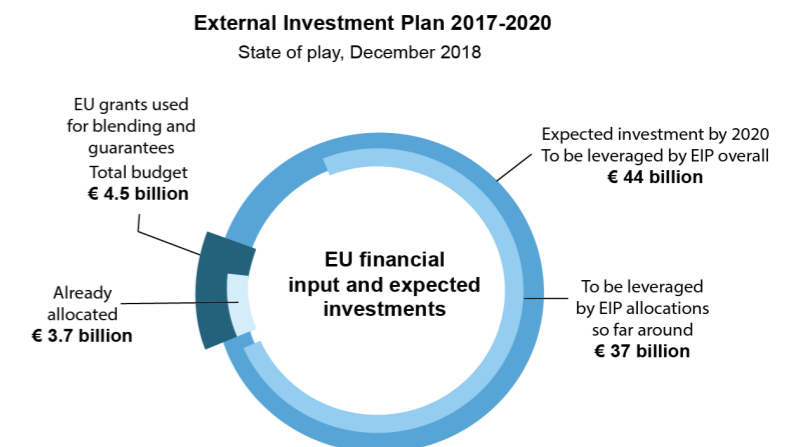 External Investment Plan 2017-2020
State of play, December 2018
EU grants used
for blending and
guarantees
Total budget
€ 4.5 billion
Expected investment by 2020
To be leveraged by EIP overall
€ 44 billion
EU financial
input and expected
investments
Already
allocated
€ 3.7 billion
To be leveraged
by EIP allocations
so far around
€ 37 billion